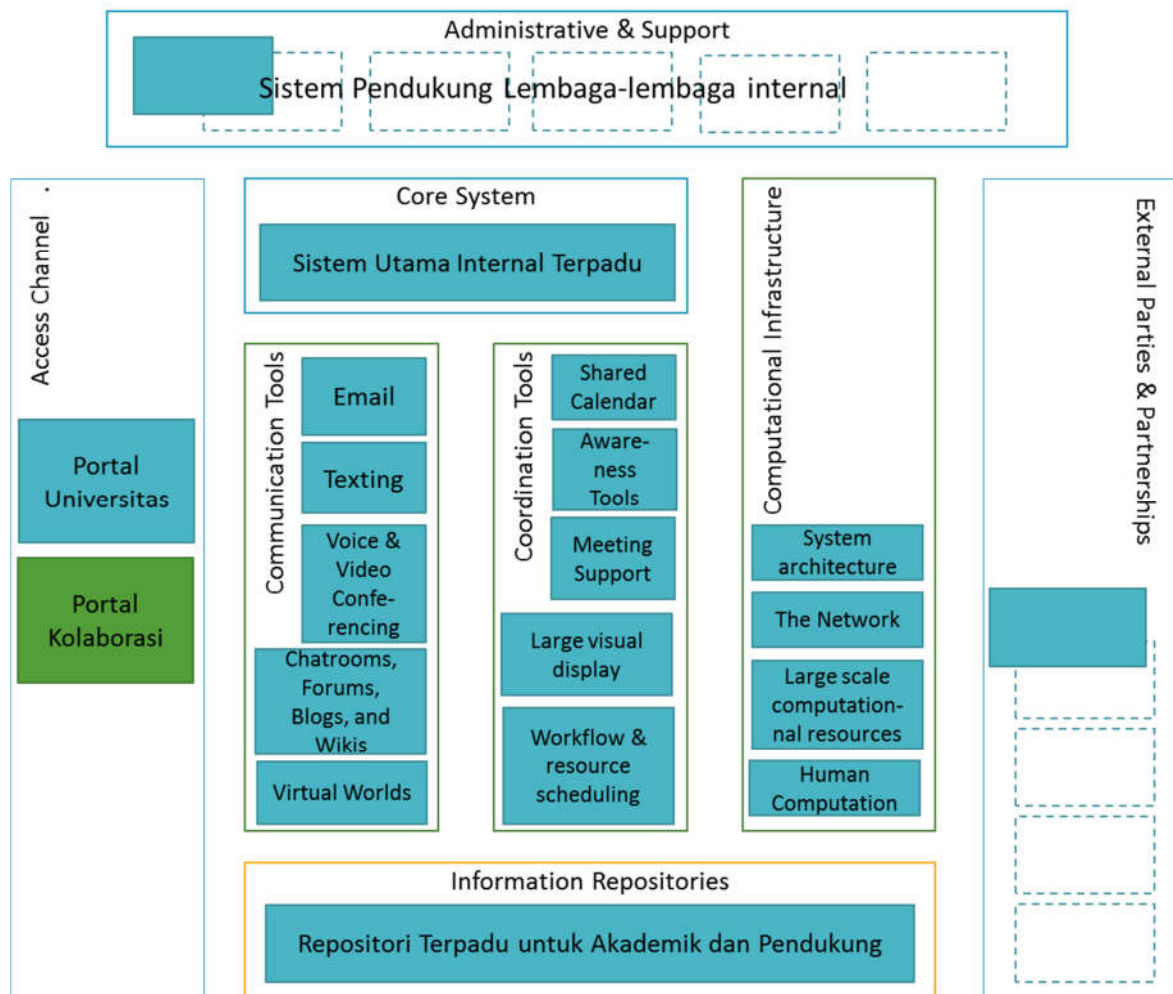 Administrative & Support
Sistem Pendukung Lembaga-lembaga internal
Access Channel .
Portal
Universitas
Portal
Kolaborasi
Core System
Sistem Utama Internal Terpadu
Communication Tools
Email
Texting
Voice &
Video
Confe-
rencing
Chatrooms,
Forums,
Blogs, and
Wikis
Virtual Worlds
Coordination Tools
Shared
Calendar
Aware-
ness
Tools
Meeting
Support
Large visual
display
Workflow &
resource
scheduling
Computational Infrastructure
System
architecture
The Network
Large scale
computation-
nal resources
Human
Computation
External Parties & Partnerships
Information Repositories
Repositori Terpadu untuk Akademik dan Pendukung